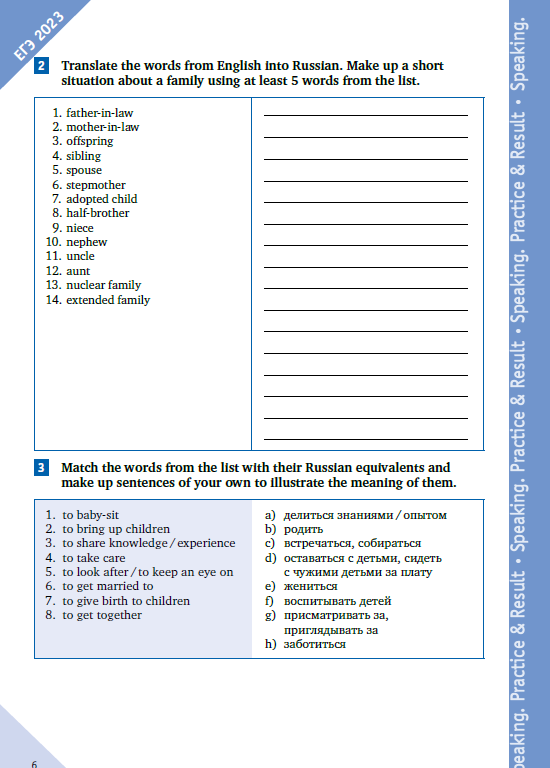 ЕГЭ 2023
2 Translate the words from English into Russian. Make up a short
situation about a family using at least 5 words from the list.
1. father-in-law
2. mother-in-law
3. offspring
4. sibling
5. spouse
6. stepmother
7. adopted child
8. half-brother
9. niece
10. nephew
11. uncle
12. aunt
13. nuclear family
14. extended family
3 Match the words from the list with their Russian equivalents and
make up sentences of your own to illustrate the meaning of them.
1. to baby-sit
2. to bring up children
3. to share knowledge / experience
4. to take care
5. to look after / to keep an eye on
6. to get married to
7. to give birth to children
8. to get together
a) делиться знаниями / опытом
b) родить
c) встречаться, собираться
d) оставаться с детьми, сидеть
с чужими детьми за плату
e) жениться
f) воспитывать детей
g) присматривать за,
приглядывать за
h) заботиться
6
peaking. Practice & Result • Speaking. Practice & Result • Speaking. Practice & Result • Speaking.